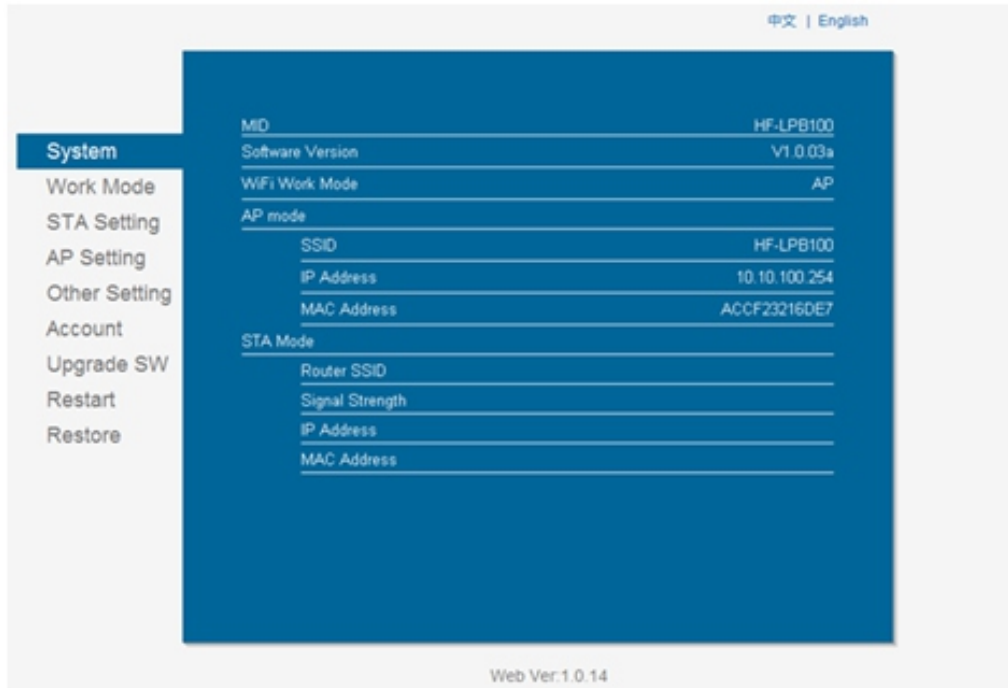 中文 | English
System
Work Mode
STA Setting
AP Setting
Other Setting
Account
Upgrade SW
Restart
Restore
MID HF-LPB100
Software Version V1.0.03a
WiFi Work Mode AP
AP mode
SSID HF-LPB100
IP Address 10.10.100.254
MAC Address ACCF23216DE7
STA Mode
Router SSID
Signal Strength
IP Address
MAC Address
Web Ver:1.0.14